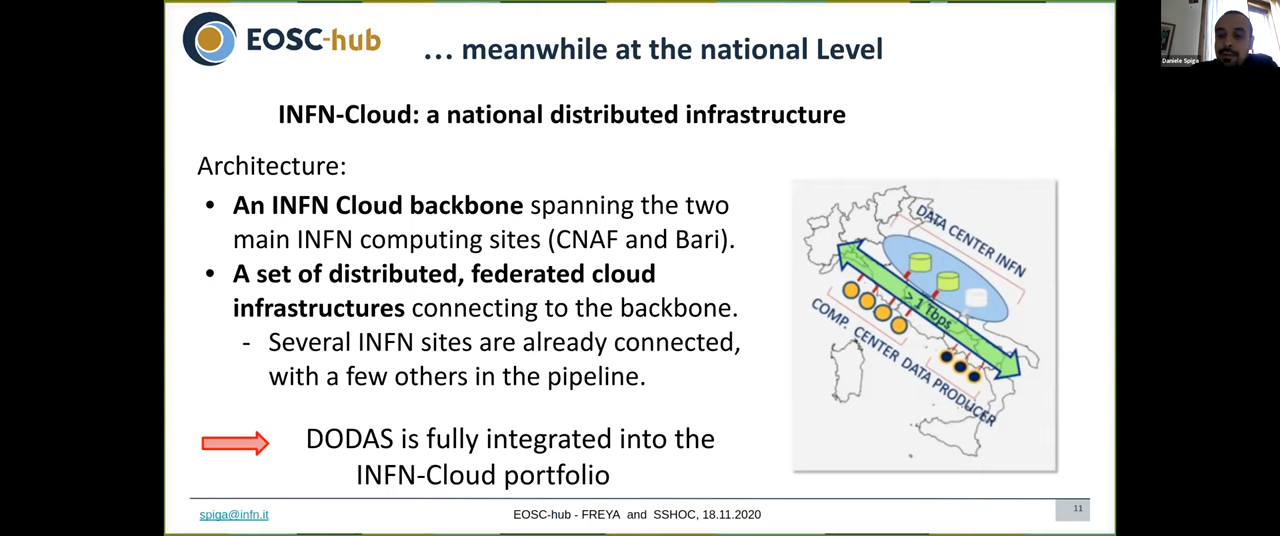 EOSC-hub
... meanwhile at the national Level
Daniele Spiga
INFN-Cloud: a national distributed infrastructure
Architecture:
• An INFN Cloud backbone spanning the two
main INFN computing sites (CNAF and Bari).
• A set of distributed, federated cloud
infrastructures connecting to the backbone.
- Several INFN sites are already connected,
with a few others in the pipeline.
DATA CENTER INFN
> 1 Tbps
COMP. CENTER
DATA PRODUCER
DODAS is fully integrated into the
INFN-Cloud portfolio
spiga@infn.it
EOSC-hub - FREYA and SSHOC, 18.11.2020
11